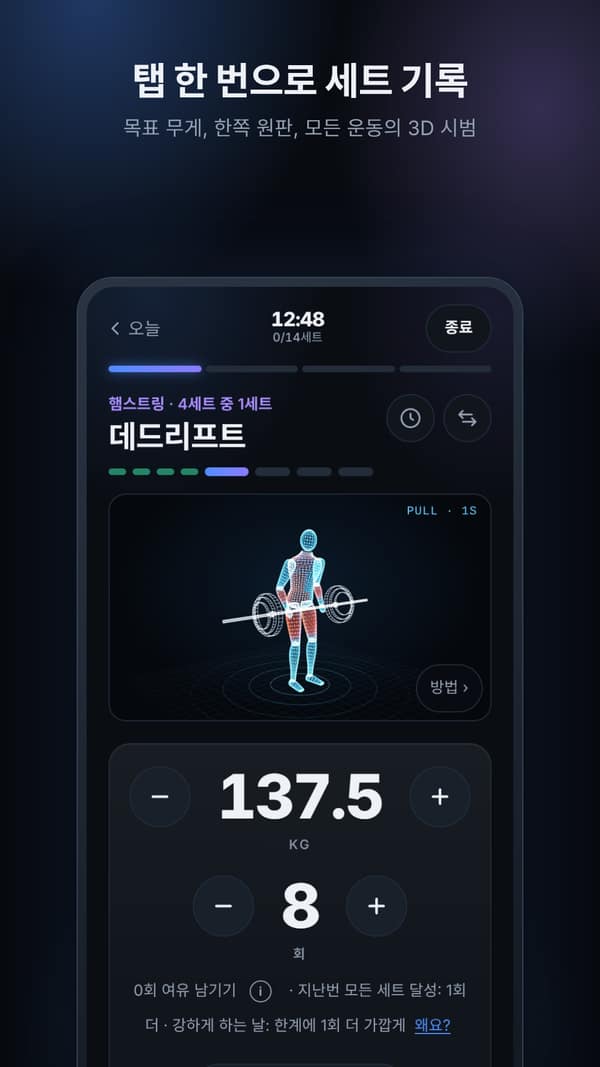 탭 한 번으로 세트 기록
목표 무게, 한쪽 원판, 모든 운동의 3D 시범
오늘
12:48
0/14세트
종료
햄스트링 · 4세트 중 1세트
데드리프트
PULL · 1S
방법 ›
− 137.5 +
KG
− 8 +
회
0회 여유 남기기 i · 지난번 모든 세트 달성: 1회
더 · 강하게 하는 날: 한계에 1회 더 가깝게 왜요?